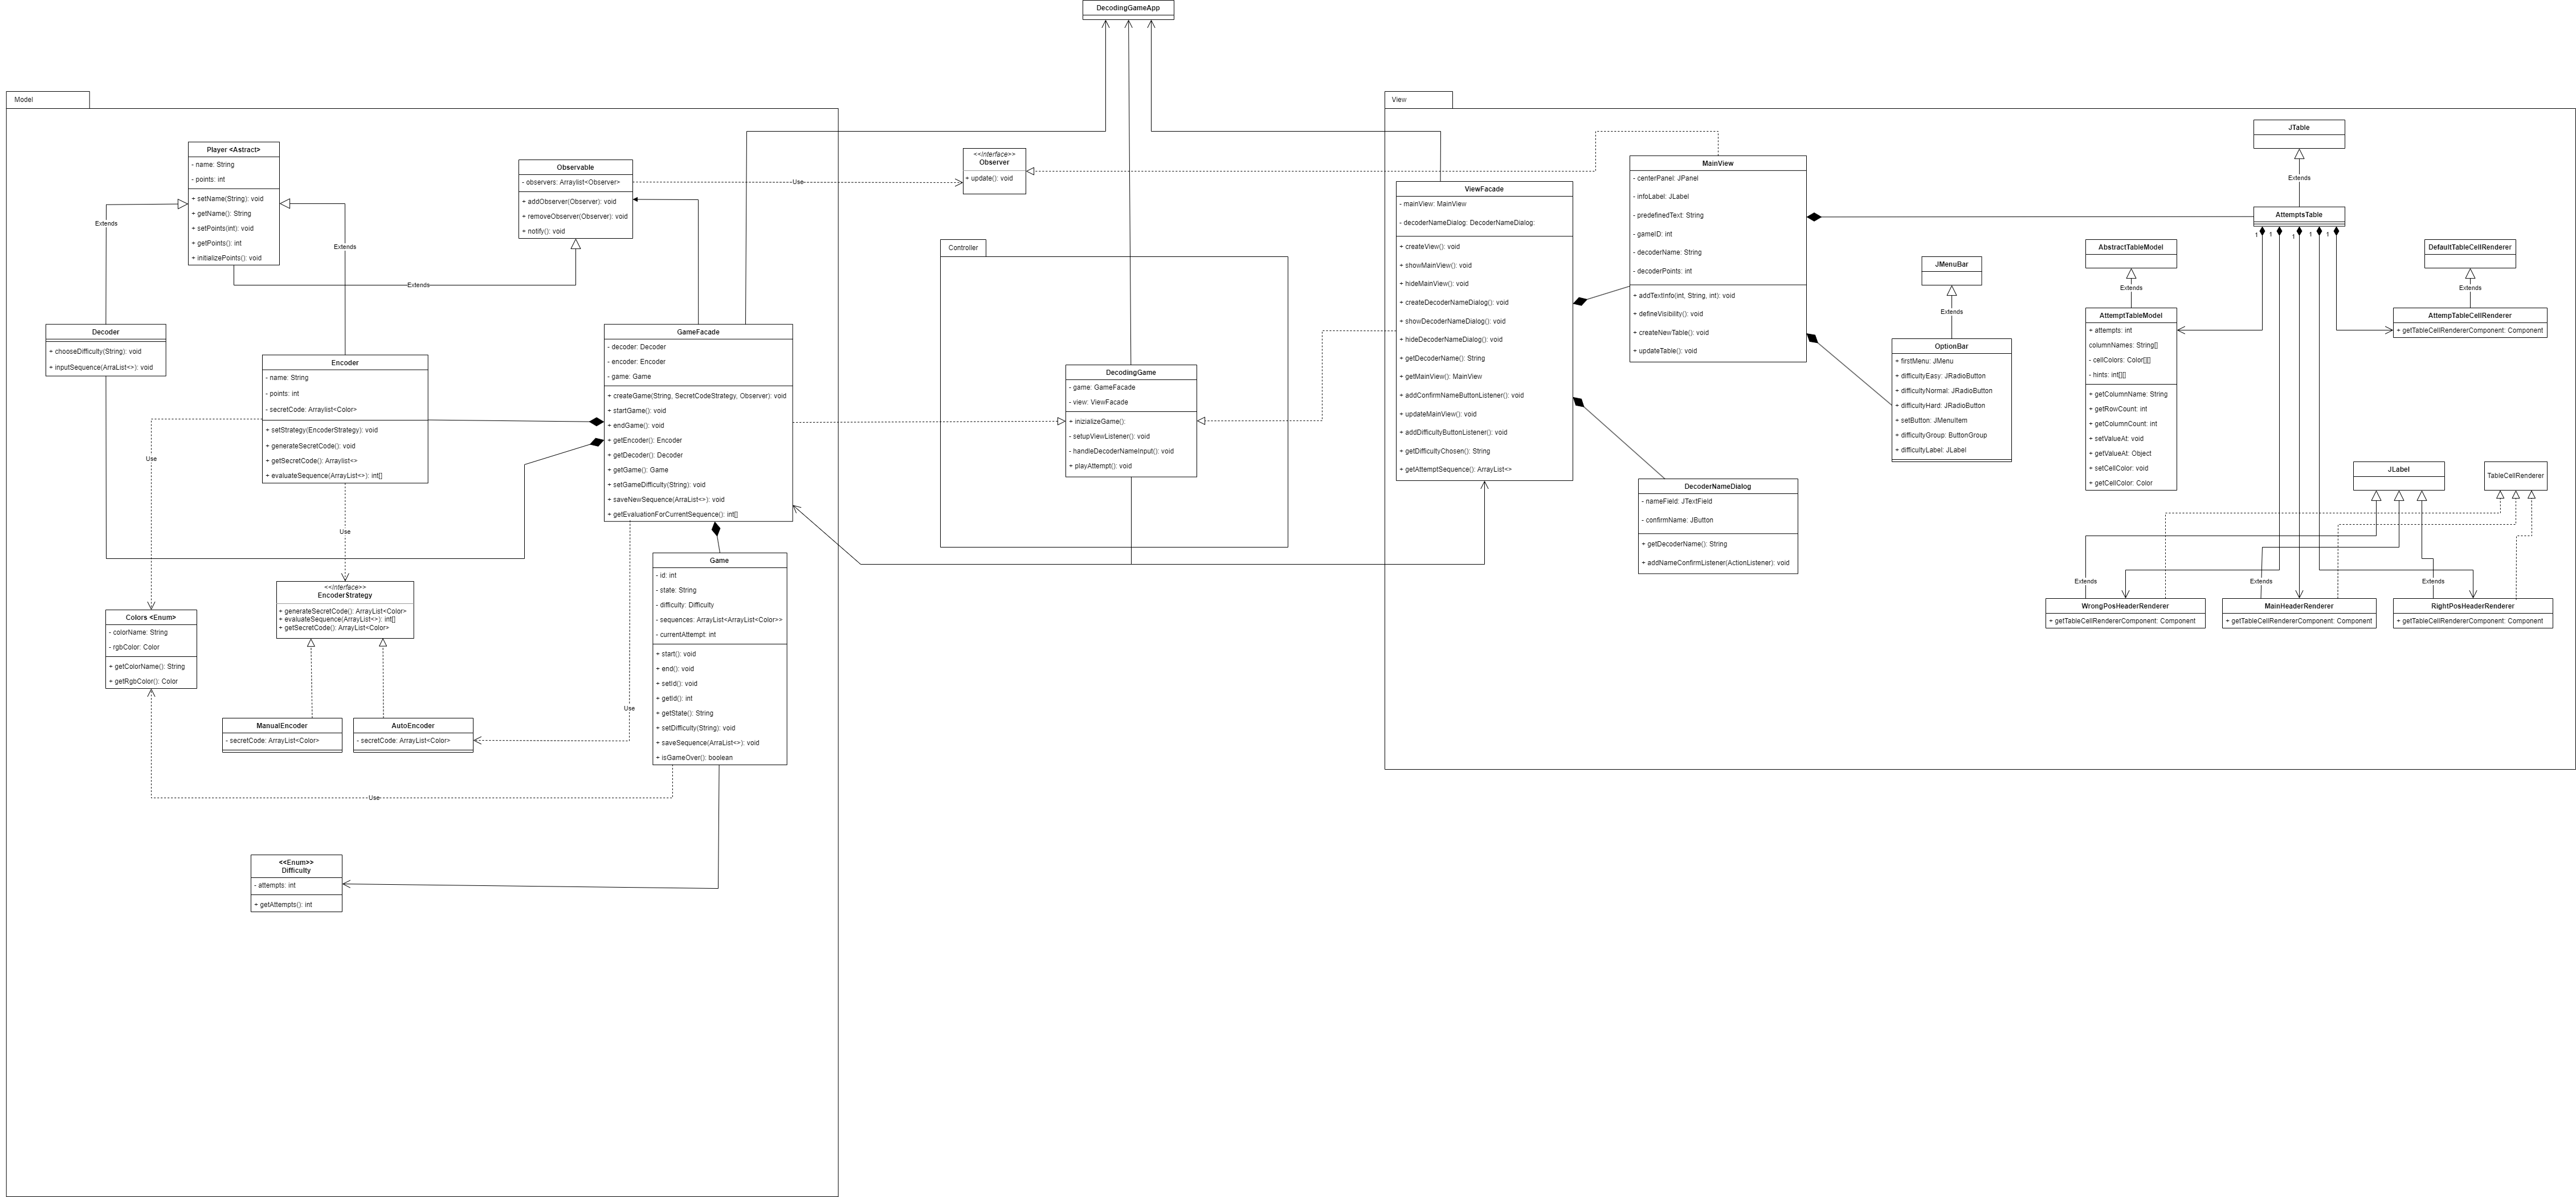 DecodingGameApp
Model
Player <Astract>
- name: String
- points: int
+ setName(String): void
+ getName(): String
+ setPoints(int): void
+ getPoints(): int
+ initializePoints(): void
Extends
Extends
Extends
Observable
- observers: Arraylist<Observer>
+ addObserver(Observer): void
+ removeObserver(Observer): void
+ notify(): void
Use
<<Interface>>
Observer
+ update(): void
Decoder
+ chooseDifficulty(String): void
+ inputSequence(ArraList<>): void
Encoder
- name: String
- points: int
- secretCode: Arraylist<Color>
+ setStrategy(EncoderStrategy): void
+ generateSecretCode(): void
+ getSecretCode(): Arraylist<>
+ evaluateSequence(ArrayList<>): int[]
Use
Use
GameFacade
- decoder: Decoder
- encoder: Encoder
- game: Game
+ createGame(String, SecretCodeStrategy, Observer): void
+ startGame(): void
+ endGame(): void
+ getEncoder(): Encoder
+ getDecoder(): Decoder
+ getGame(): Game
+ setGameDifficulty(String): void
+ saveNewSequence(ArraList<>): void
+ getEvaluationForCurrentSequence(): int[]
<<Interface>>
EncoderStrategy
+ generateSecretCode(): ArrayList<Color>
+ evaluateSequence(ArrayList<>): int[]
+ getSecretCode(): ArrayList<Color>
Colors <Enum>
- colorName: String
- rgbColor: Color
+ getColorName(): String
+ getRgbColor(): Color
ManualEncoder
- secretCode: ArrayList<Color>
AutoEncoder
- secretCode: ArrayList<Color>
Use
Game
- id: int
- state: String
- difficulty: Difficulty
- sequences: ArrayList<ArrayList<Color>>
- currentAttempt: int
+ start(): void
+ end(): void
+ setId(): void
+ getId(): int
+ getState(): String
+ setDifficulty(String): void
+ saveSequence(ArraList<>): void
+ isGameOver(): boolean
Use
<<Enum>>
Difficulty
- attempts: int
+ getAttempts(): int
Controller
DecodingGame
- game: GameFacade
- view: ViewFacade
+ inizializeGame():
- setupViewListener(): void
- handleDecoderNameInput(): void
+ playAttempt(): void
View
ViewFacade
- mainView: MainView
- decoderNameDialog: DecoderNameDialog:
+ createView(): void
+ showMainView(): void
+ hideMainView(): void
+ createDecoderNameDialog(): void
+ showDecoderNameDialog(): void
+ hideDecoderNameDialog(): void
+ getDecoderName(): String
+ getMainView(): MainView
+ addConfirmNameButtonListener(): void
+ updateMainView(): void
+ addDifficultyButtonListener(): void
+ getDifficultyChosen(): String
+ getAttemptSequence(): ArrayList<>
MainView
- centerPanel: JPanel
- infoLabel: JLabel
- predefinedText: String
- gameID: int
- decoderName: String
- decoderPoints: int
+ addTextInfo(int, String, int): void
+ defineVisibility(): void
+ createNewTable(): void
+ updateTable(): void
DecoderNameDialog
- nameField: JTextField
- confirmName: JButton
+ getDecoderName(): String
+ addNameConfirmListener(ActionListener): void
JMenuBar
Extends
OptionBar
+ firstMenu: JMenu
+ difficultyEasy: JRadioButton
+ difficultyNormal: JRadioButton
+ difficultyHard: JRadioButton
+ setButton: JMenuItem
+ difficultyGroup: ButtonGroup
+ difficultyLabel: JLabel
JTable
Extends
AttemptsTable
1
1
1
1
1
AbstractTableModel
Extends
AttemptTableModel
+ attempts: int
columnNames: String[]
- cellColors: Color[][]
- hints: int[][]
+ getColumnName: String
+ getRowCount: int
+ getColumnCount: int
+ setValueAt: void
+ getValueAt: Object
+ setCellColor: void
+ getCellColor: Color
DefaultTableCellRenderer
Extends
AttempTableCellRenderer
+ getTableCellRendererComponent: Component
JLabel
TableCellRenderer
Extends
Extends
Extends
WrongPosHeaderRenderer
+ getTableCellRendererComponent: Component
MainHeaderRenderer
+ getTableCellRendererComponent: Component
RightPosHeaderRenderer
+ getTableCellRendererComponent: Component